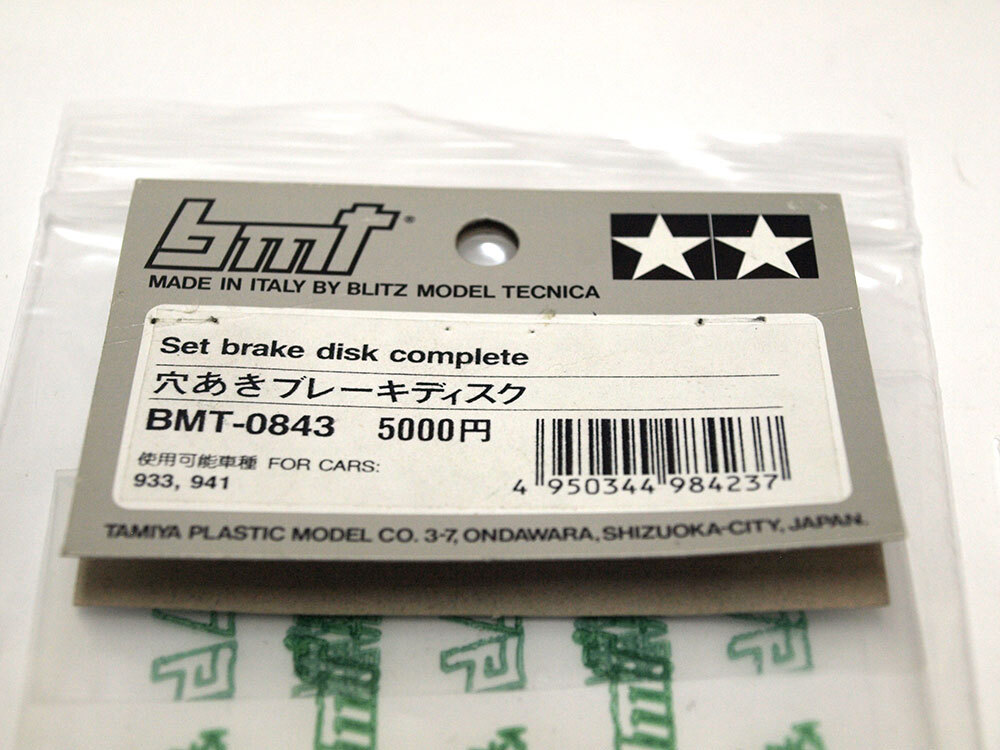 bmt®
MADE IN ITALY BY BLITZ MODEL TECNICA
Set brake disk complete
穴あきブレーキディスク
BMT-0843 5000円
使用可能車種 FOR CARS:
933, 941
4 950344 984237
TAMIYA PLASTIC MODEL CO. 3-7, ONDAWARA, SHIZUOKA-CITY, JAPAN.
bmt